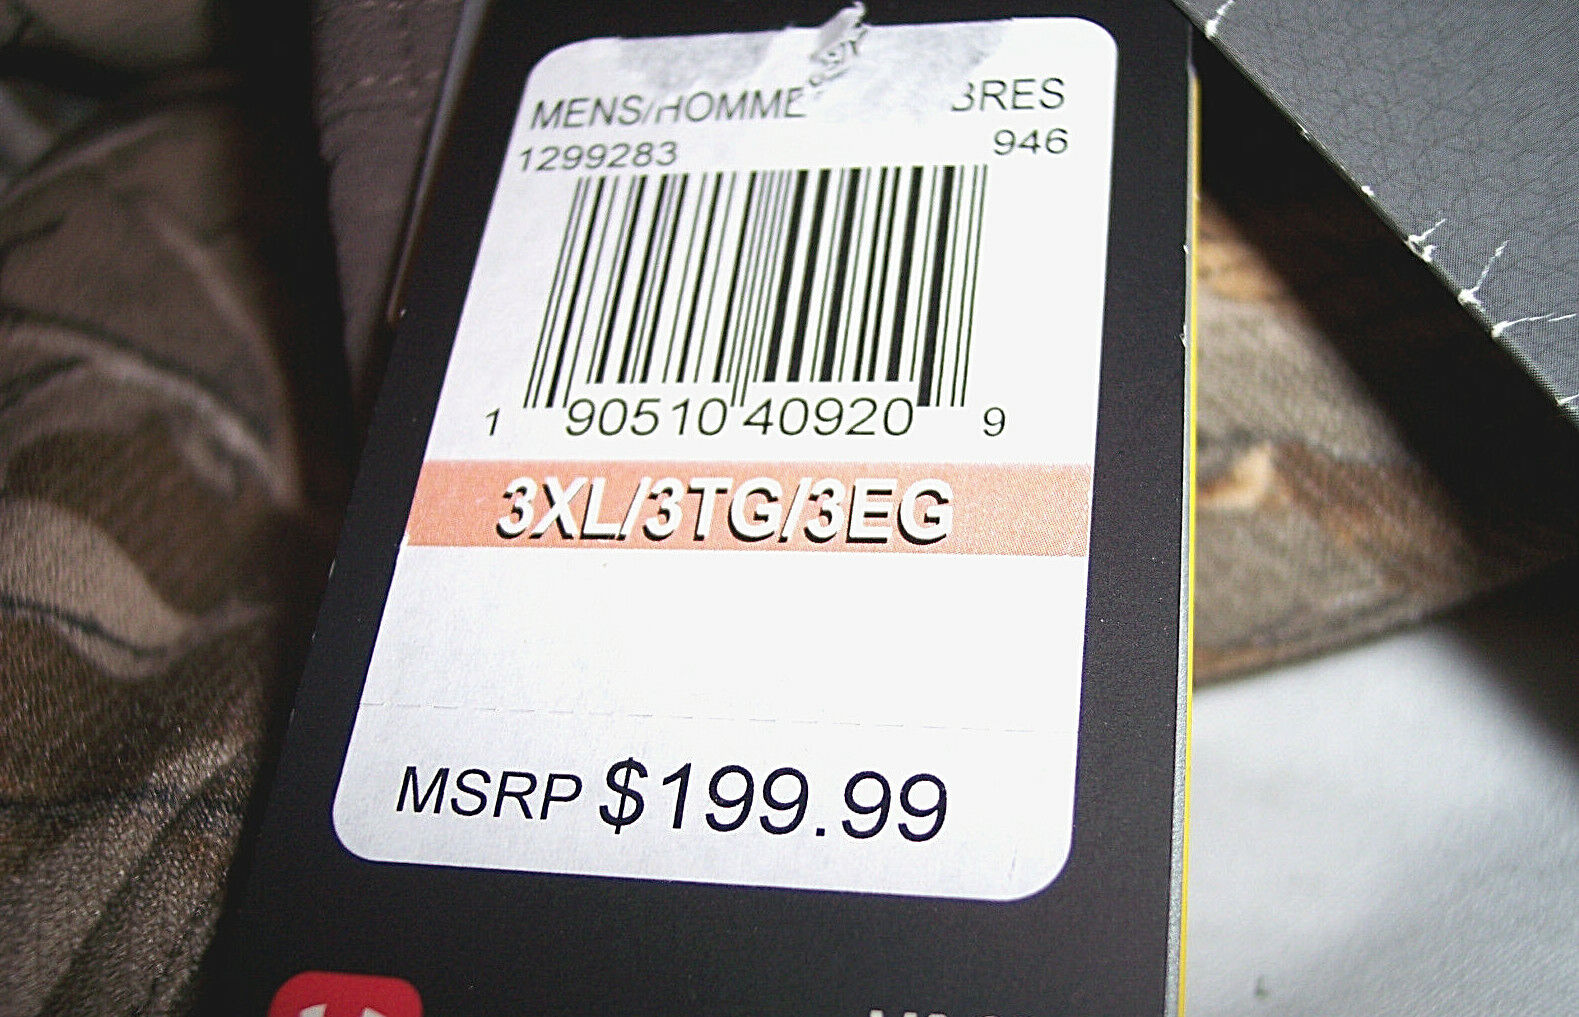 MENS/HOMME BRES
1299283 946
1 90510 40920 9
3XL/3TG/3EG
MSRP $199.99